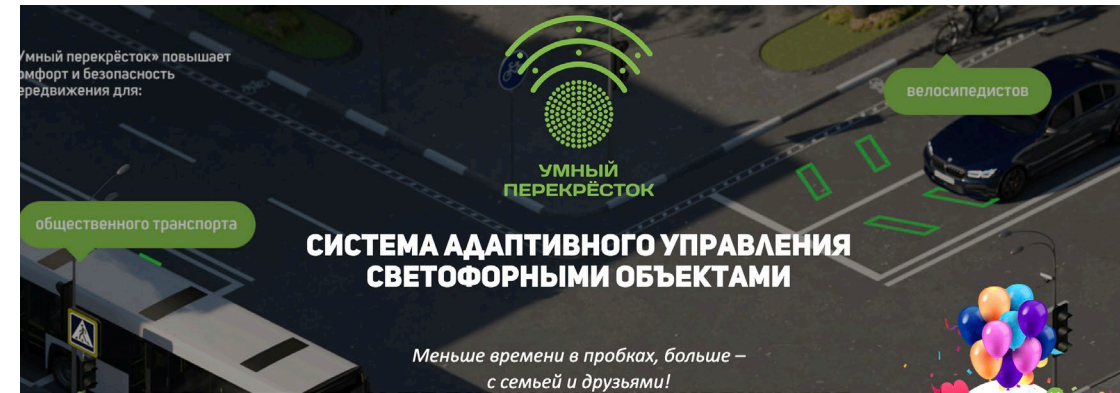 Умный перекрёсток» повышает
омфорт и безопасность
ередвижения для:
велосипедистов
УМНЫЙ
ПЕРЕКРЁСТОК
общественного транспорта
СИСТЕМА АДАПТИВНОГО УПРАВЛЕНИЯ
СВЕТОФОРНЫМИ ОБЪЕКТАМИ
Меньше времени в пробках, больше –
с семьей и друзьями!